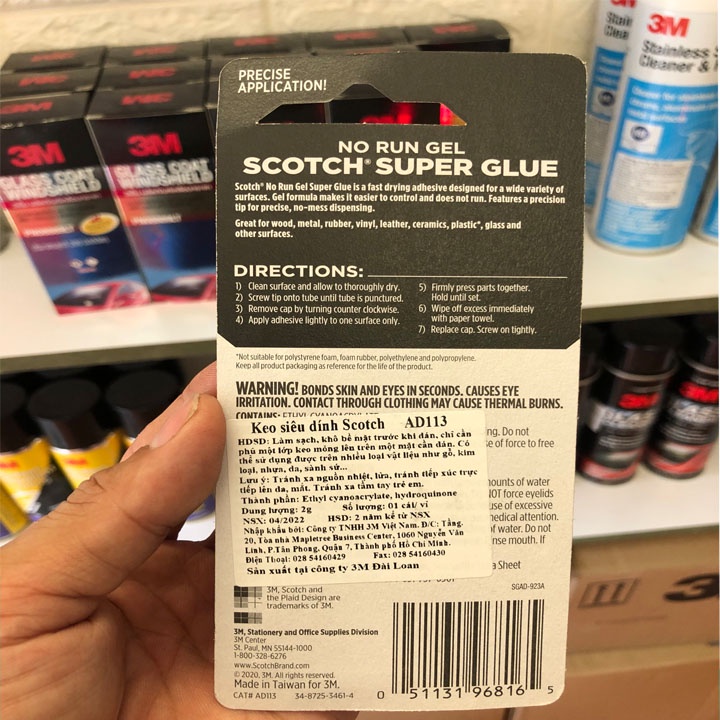 PRECISE
APPLICATION!
NO RUN GEL
SCOTCH® SUPER GLUE
Scotch® No Run Gel Super Glue is a fast drying adhesive designed for a wide variety of
surfaces. Gel formula makes it easier to control and does not run. Features a precision
tip for precise, no-mess dispensing.
Great for wood, metal, rubber, vinyl, leather, ceramics, plastic*, glass and
other surfaces.
DIRECTIONS:
1) Clean surface and allow to thoroughly dry.
2) Screw tip onto tube until tube is punctured.
3) Remove cap by turning counter clockwise.
4) Apply adhesive lightly to one surface only.
5) Firmly press parts together.
Hold until set.
6) Wipe off excess immediately
with paper towel.
7) Replace cap. Screw on tightly.
*Not suitable for polystyrene foam, foam rubber, polyethylene and polypropylene.
Keep all product packaging as reference for the life of the product.
WARNING! BONDS SKIN AND EYES IN SECONDS. CAUSES EYE
IRRITATION. CONTACT THROUGH CLOTHING MAY CAUSE THERMAL BURNS.
CONTAINS:
Keo siêu dính Scotch AD113
HDSD: Làm sạch, khô bề mặt trước khi dán, chỉ cần
phủ một lớp keo mỏng lên trên một mặt cần dán. Có
thể sử dụng được trên nhiều loại vật liệu như gỗ, kim
loại, nhựa, da, sành sứ...
Lưu ý: Tránh xa nguồn nhiệt, lửa, tránh tiếp xúc trực
tiếp lên da, mắt. Tránh xa tầm tay trẻ em.
Thành phần: Ethyl cyanoacrylate, hydroquinone
Dung lượng: 2g Số lượng: 01 cái/ vỉ
NSX: 04/2022 HSD: 2 năm kể từ NSX
Nhập khẩu bởi: Công ty TNHH 3M Việt Nam. Đ/C: Tầng.
20, Tòa nhà Mapletree Business Center, 1060 Nguyễn Văn
Linh, P.Tân Phong, Quận 7, Thành phố Hồ Chí Minh.
Điện Thoại: 028 54160429 Fax: 028 54160430
Sản xuất tại công ty 3M Đài Loan
ng. Do not
e of force to free
ounts of water
NOT force eyelids
use of excessive
medical attention.
of water. Do not
nse mouth. If
a Sheet
SGAD-923A
3M, Scotch and
the Plaid Design are
trademarks of 3M.
3M, Stationery and Office Supplies Division
3M Center
St. Paul, MN 55144-1000
1-800-328-6276
www.ScotchBrand.com
© 2020, 3M. All rights reserved.
Made in Taiwan for 3M.
CAT# AD113 34-8725-3461-4
0 51131 96816 5
3M
GLASS COAT
WINDSHIELD
3M
GLASS COAT
WINDSHIELD
3M
Stainless
Cleaner &
3M
3M
3M